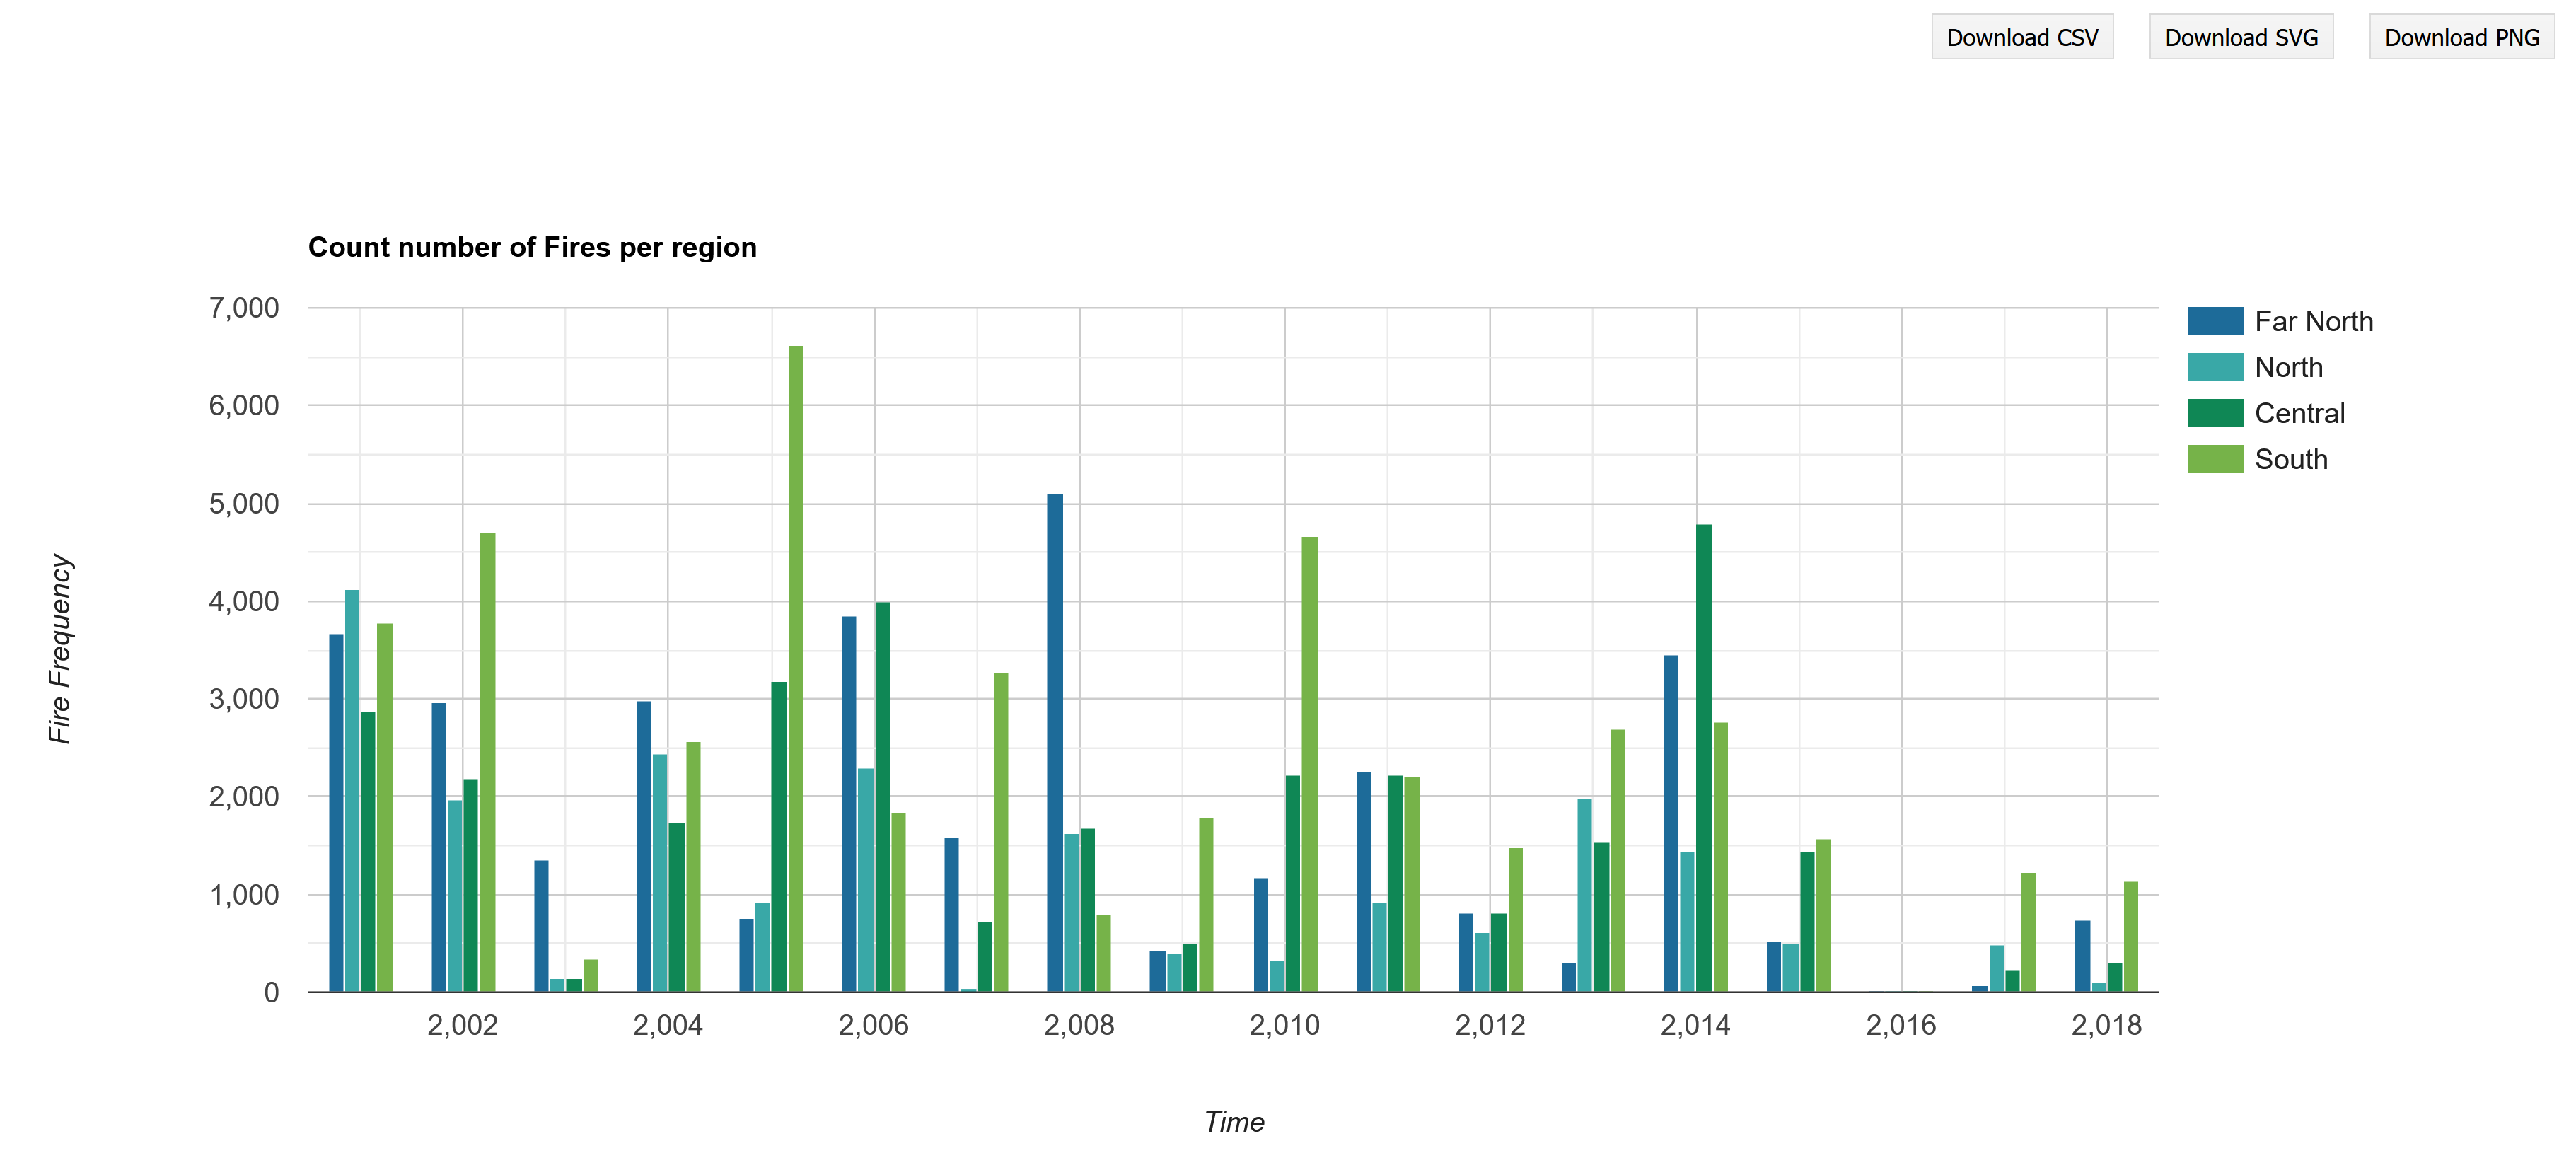 Download CSV Download SVG Download PNG
Count number of Fires per region
7,000
6,000
5,000
4,000
3,000
2,000
1,000
0
Fire Frequency
2,002 2,004 2,006 2,008 2,010 2,012 2,014 2,016 2,018
Time
Far North
North
Central
South